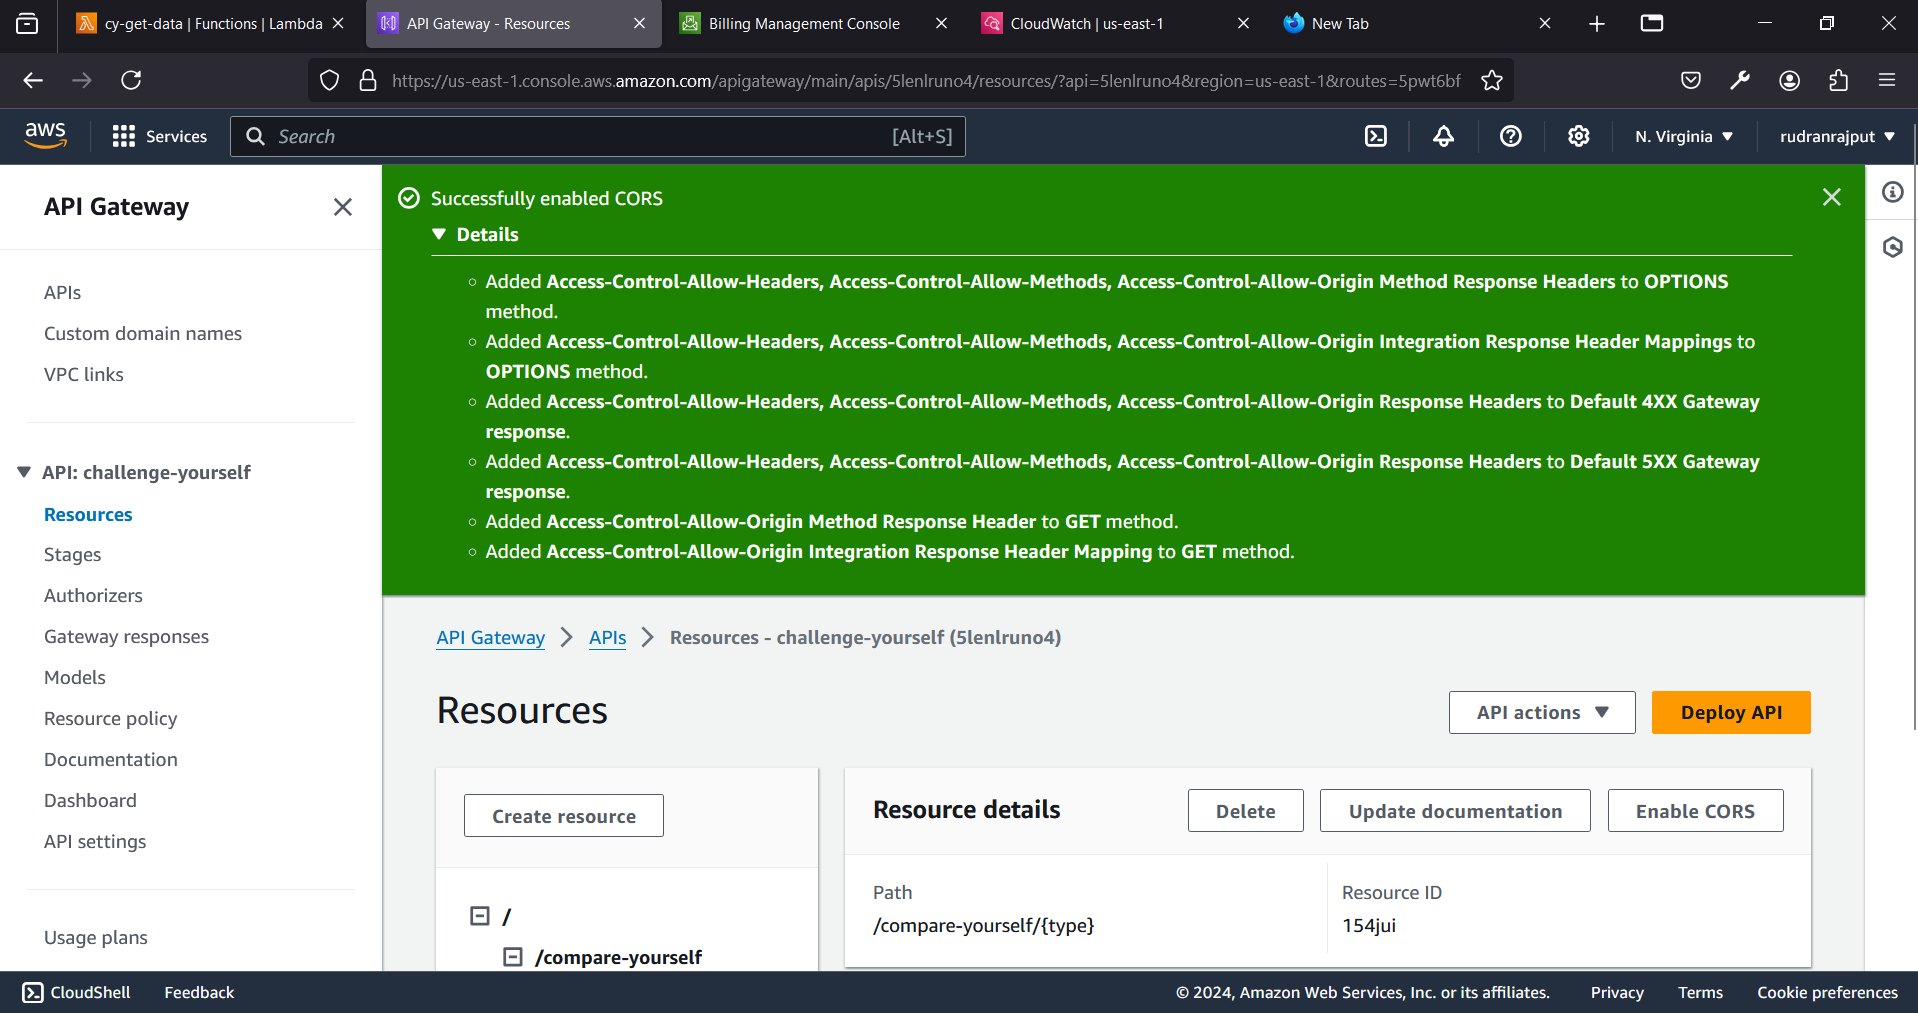 cy-get-data | Functions | Lambda
API Gateway - Resources
Billing Management Console
CloudWatch | us-east-1
New Tab
https://us-east-1.console.aws.amazon.com/apigateway/main/apis/5lenlruno4/resources/?api=5lenlruno4&region=us-east-1&routes=5pwt6bf
aws
Services
Search
[Alt+S]
N. Virginia
rudranrajput
API Gateway
APIs
Custom domain names
VPC links
API: challenge-yourself
Resources
Stages
Authorizers
Gateway responses
Models
Resource policy
Documentation
Dashboard
API settings
Usage plans
Successfully enabled CORS
Details
Added Access-Control-Allow-Headers, Access-Control-Allow-Methods, Access-Control-Allow-Origin Method Response Headers to OPTIONS
method.
Added Access-Control-Allow-Headers, Access-Control-Allow-Methods, Access-Control-Allow-Origin Integration Response Header Mappings to
OPTIONS method.
Added Access-Control-Allow-Headers, Access-Control-Allow-Methods, Access-Control-Allow-Origin Response Headers to Default 4XX Gateway
response.
Added Access-Control-Allow-Headers, Access-Control-Allow-Methods, Access-Control-Allow-Origin Response Headers to Default 5XX Gateway
response.
Added Access-Control-Allow-Origin Method Response Header to GET method.
Added Access-Control-Allow-Origin Integration Response Header Mapping to GET method.
API Gateway
APIs
Resources - challenge-yourself (5lenlruno4)
Resources
API actions
Deploy API
Create resource
/
/compare-yourself
Resource details
Delete
Update documentation
Enable CORS
Path
/compare-yourself/{type}
Resource ID
154jui
CloudShell
Feedback
© 2024, Amazon Web Services, Inc. or its affiliates.
Privacy
Terms
Cookie preferences